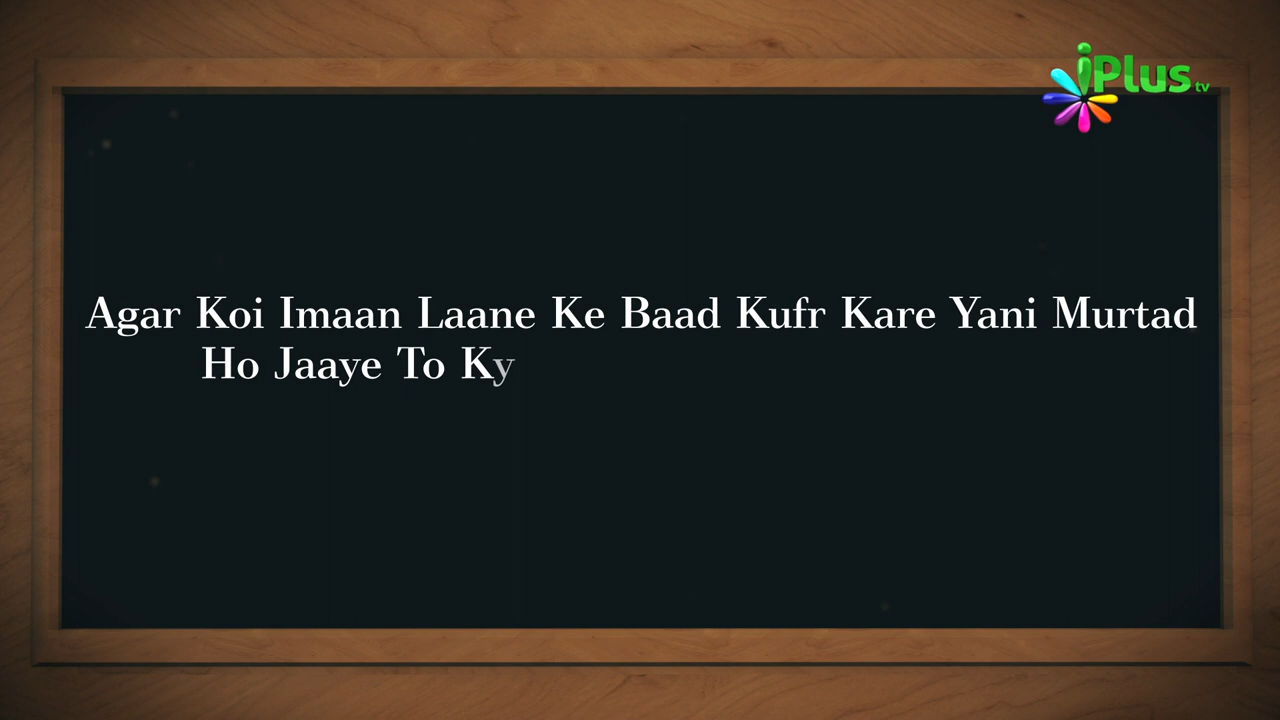 iPlus tv
Agar Koi Imaan Laane Ke Baad Kufr Kare Yani Murtad
Ho Jaaye To Ky